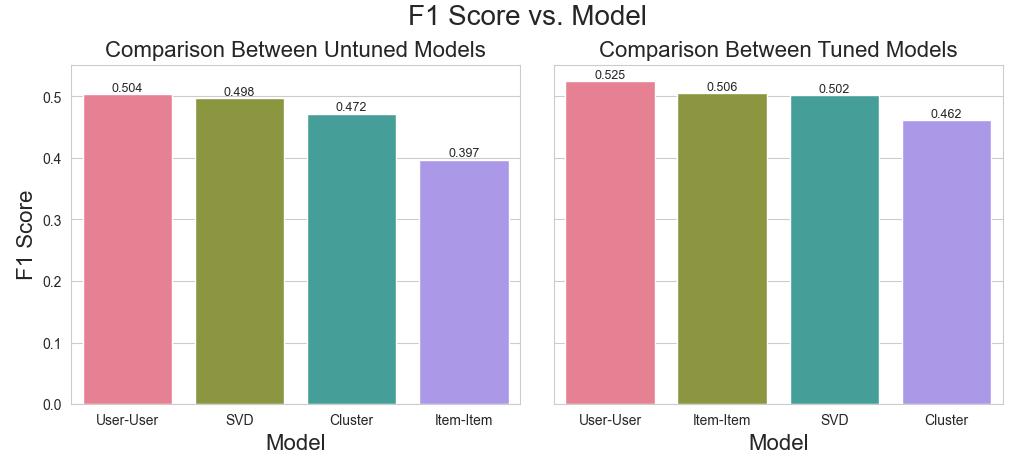 F1 Score vs. Model
Comparison Between Untuned Models
0.504
0.498
0.472
0.397
0.5
0.4
0.3
0.2
0.1
0.0
F1 Score
User-User SVD Cluster Item-Item
Model
Comparison Between Tuned Models
0.525
0.506
0.502
0.462
User-User Item-Item SVD Cluster
Model